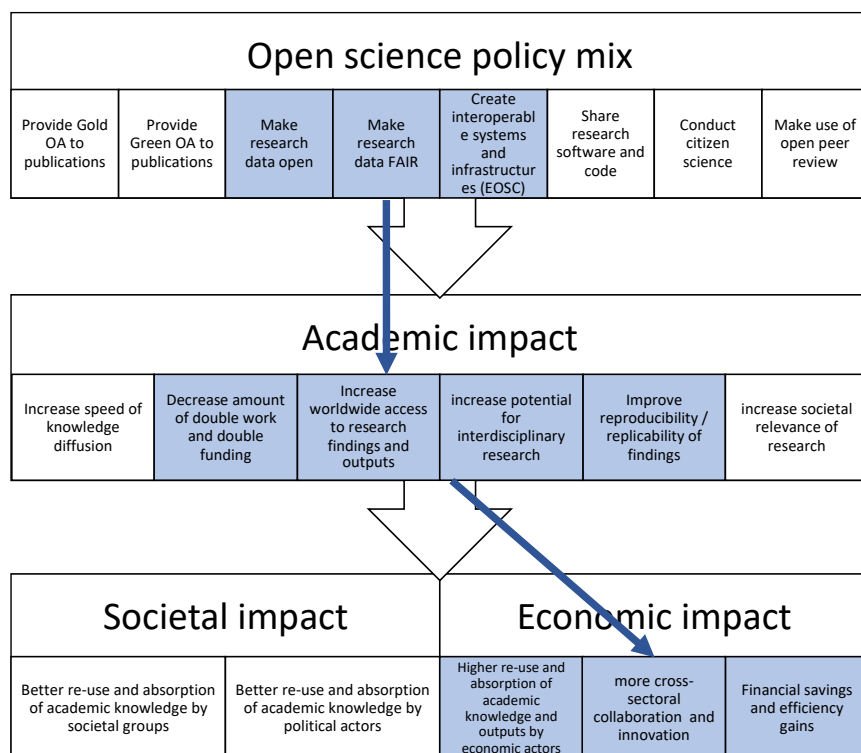 Open science policy mix
Provide Gold
OA to
publications
Provide
Green OA to
publications
Make
research
data open
Make
research
data FAIR
Create
interoperabl
e systems
and
infrastructur
es (EOSC)
Share
research
software and
code
Conduct
citizen
science
Make use of
open peer
review
Academic impact
Increase speed of
knowledge
diffusion
Decrease amount
of double work
and double
funding
Increase
worldwide access
to research
findings and
outputs
increase potential
for
interdisciplinary
research
Improve
reproducibility /
replicability of
findings
increase societal
relevance of
research
Societal impact
Economic impact
Better re-use and absorption
of academic knowledge by
societal groups
Better re-use and absorption
of academic knowledge by
political actors
Higher re-use and
absorption of
academic
knowledge and
outputs by
economic actors
more cross-
sectoral
collaboration and
innovation
Financial savings
and efficiency
gains